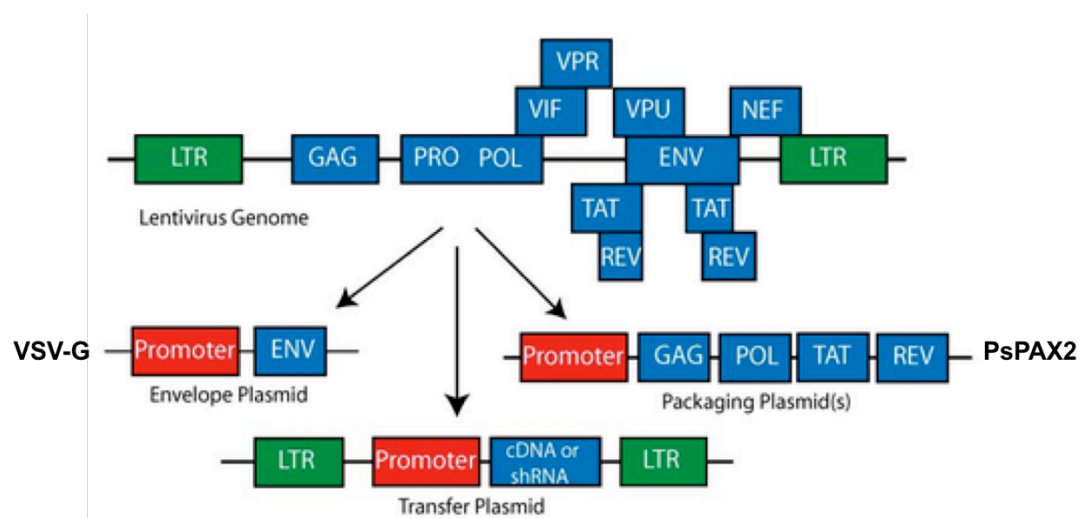 VPR
VIF
VPU
NEF
LTR
GAG
PRO POL
ENV
LTR
Lentivirus Genome
TAT
TAT
REV
REV
VSV-G
Promoter
ENV
Envelope Plasmid
Promoter
GAG
POL
TAT
REV
PsPAX2
Packaging Plasmid(s)
LTR
Promoter
cDNA or
shRNA
LTR
Transfer Plasmid